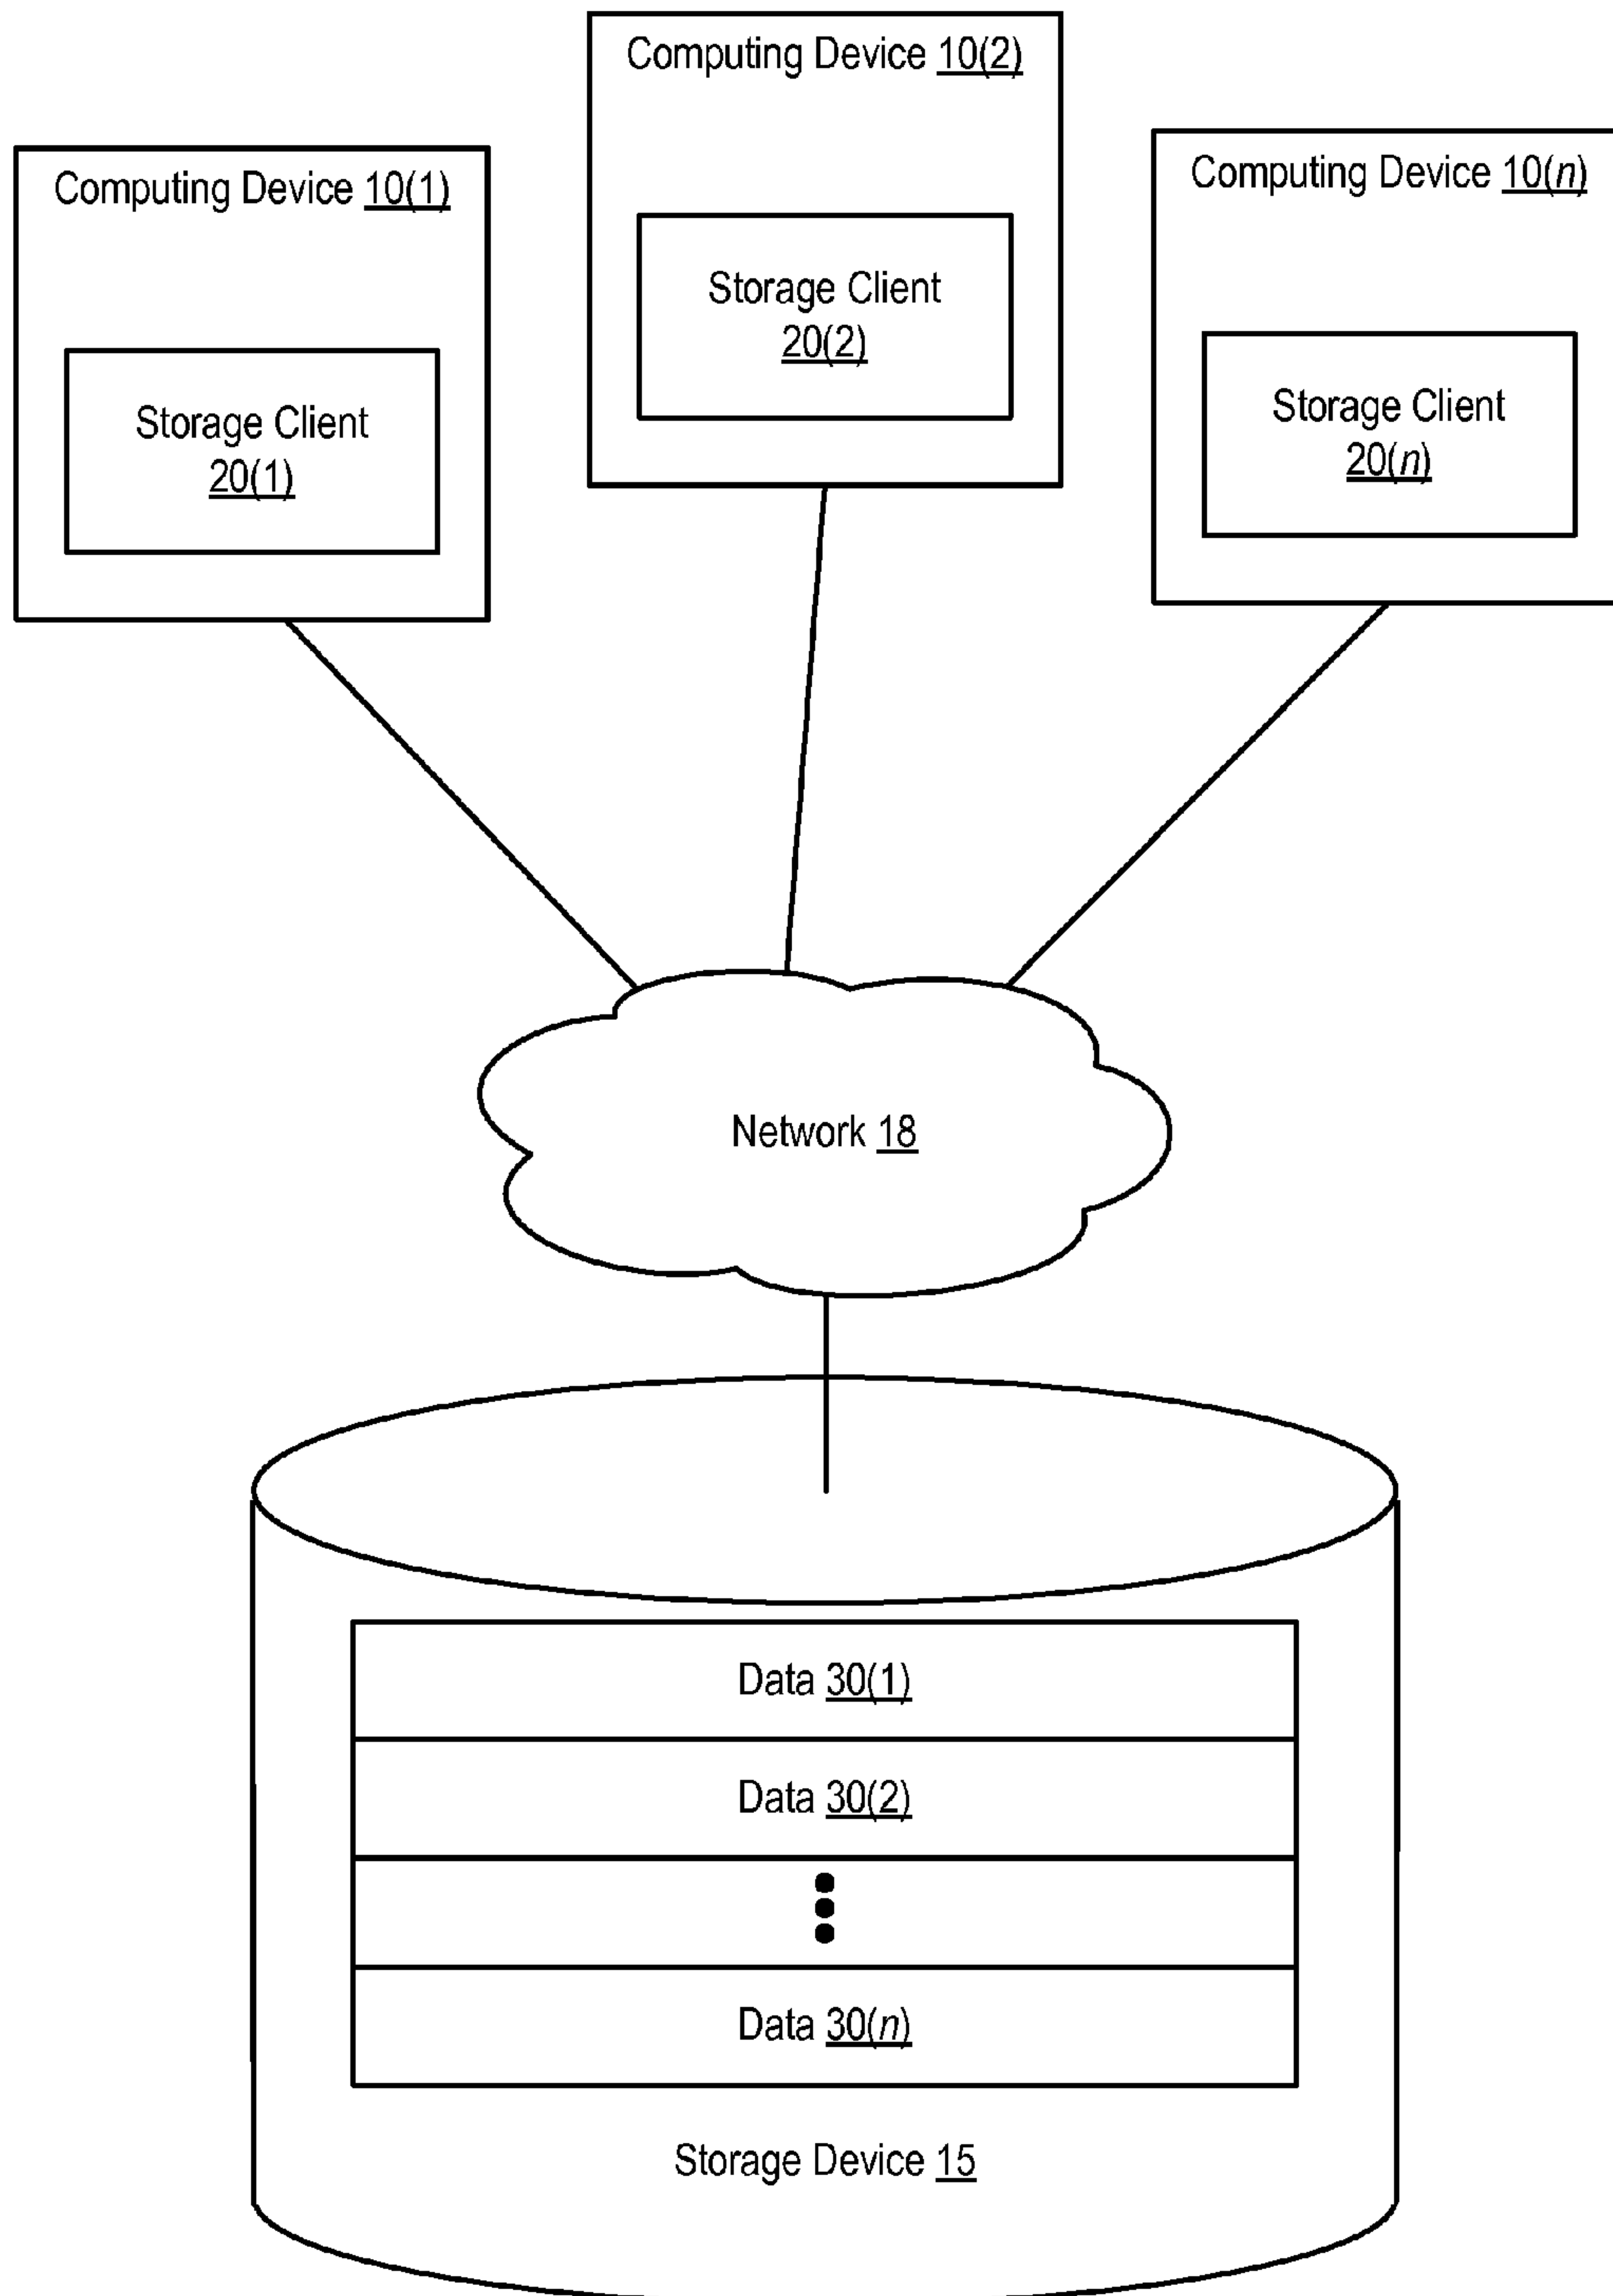 Computing Device 10(1)
Storage Client
20(1)
Computing Device 10(2)
Storage Client
20(2)
Computing Device 10(n)
Storage Client
20(n)
Network 18
Data 30(1)
Data 30(2)
Data 30(n)
Storage Device 15